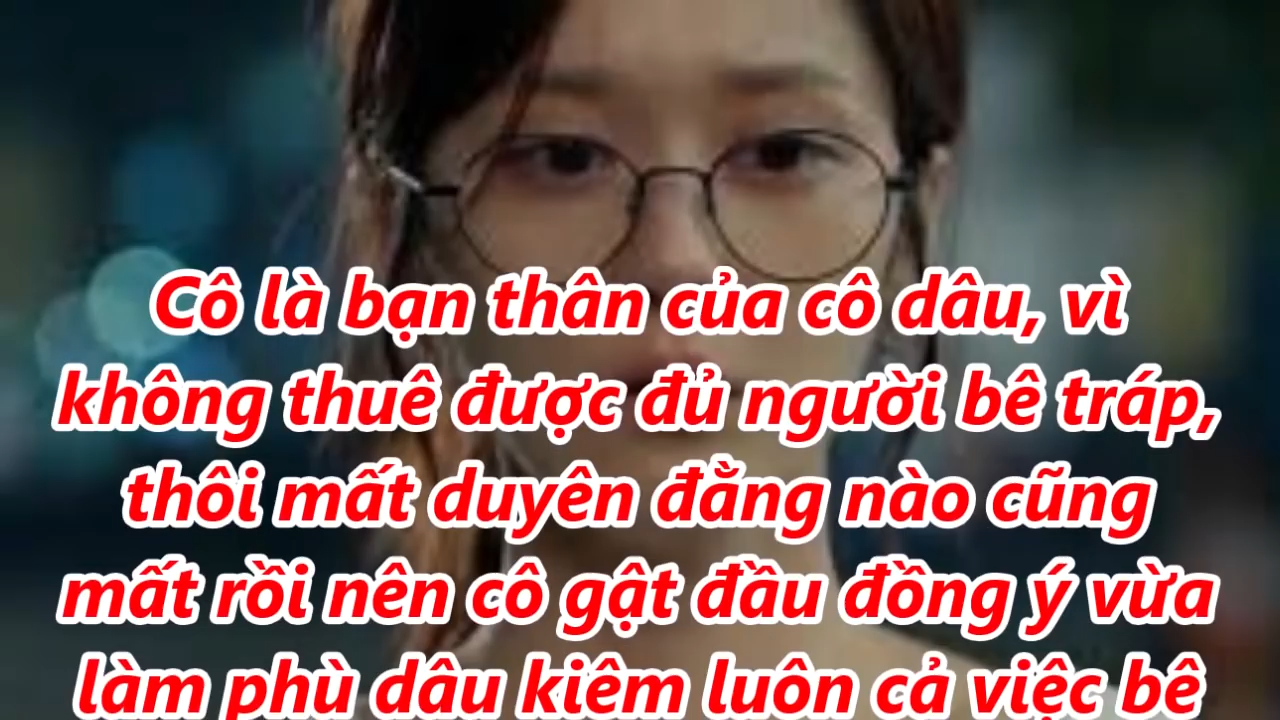 Cô là bạn thân của cô dâu, vì
không thuê được đủ người bê tráp,
thôi mất duyên đằng nào cũng
mất rồi nên cô gật đầu đồng ý vừa
làm phù dâu kiêm luôn cả việc bê